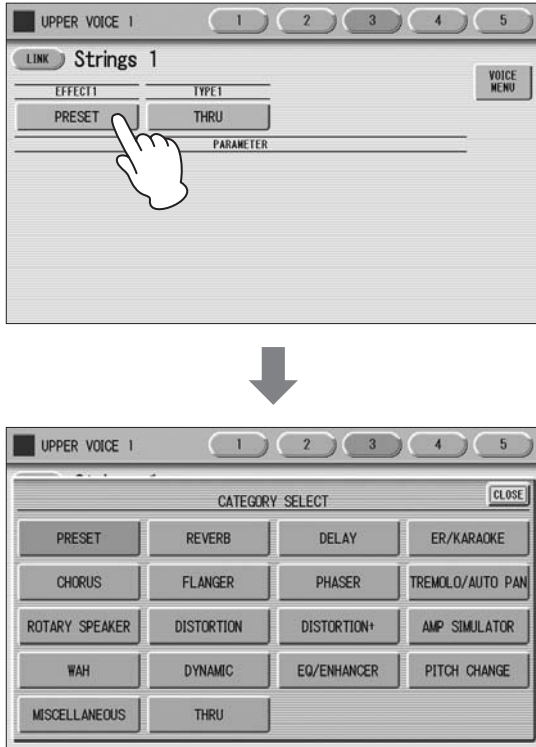 UPPER VOICE 1 1 2 3 4 5
LINK Strings 1
VOICE
MENU
EFFECT1 TYPE1
PRESET THRU
PARAMETER
UPPER VOICE 1 1 2 3 4 5
CATEGORY SELECT CLOSE
PRESET REVERB DELAY ER/KARAOKE
CHORUS FLANGER PHASER TREMOLO/AUTO PAN
ROTARY SPEAKER DISTORTION DISTORTION+ AMP SIMULATOR
WAH DYNAMIC EQ/ENHANCER PITCH CHANGE
MISCELLANEOUS THRU